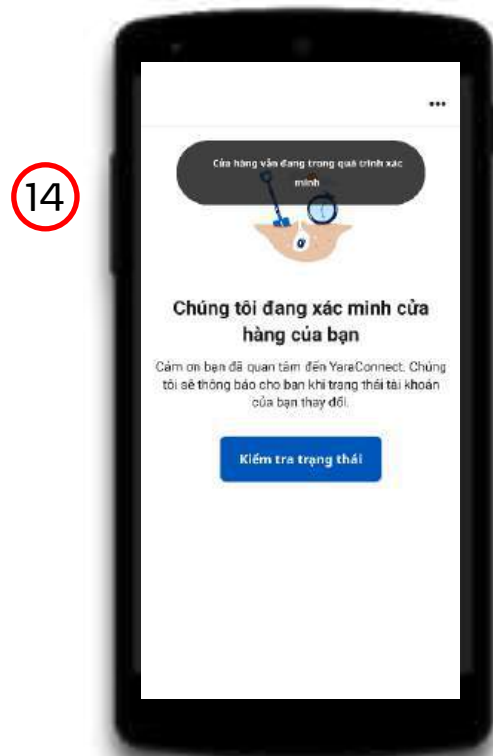 14
•••
Cửa hàng vẫn đang trong quá trình xác
minh
Chúng tôi đang xác minh cửa
hàng của bạn
Cảm ơn bạn đã quan tâm đến YaraConnect. Chúng
tôi sẽ thông báo cho bạn khi trạng thái tài khoản
của bạn thay đổi.
Kiểm tra trạng thái